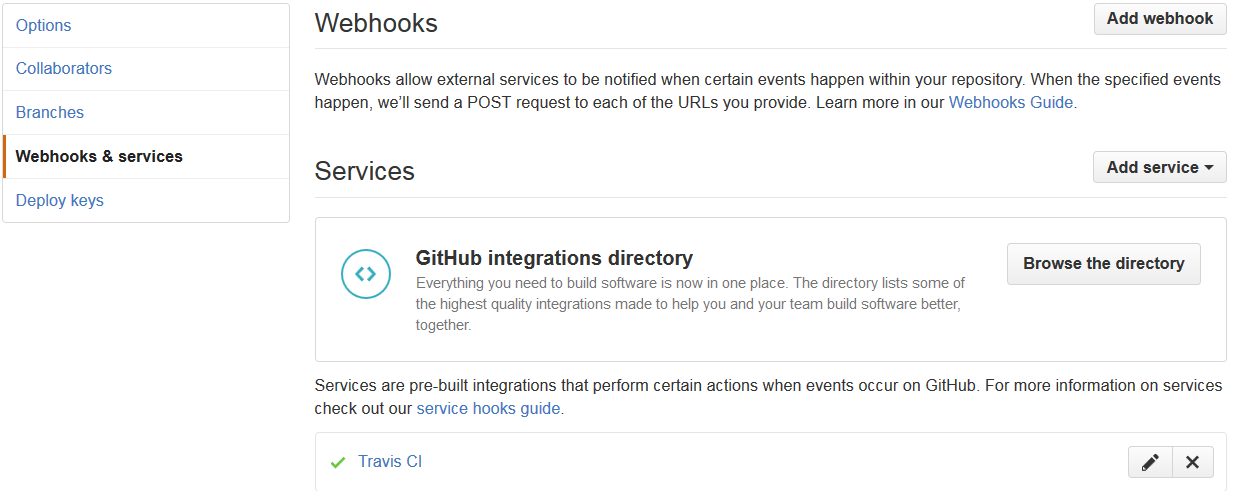 Options
Collaborators
Branches
Webhooks & services
Deploy keys
Webhooks
Add webhook
Webhooks allow external services to be notified when certain events happen within your repository. When the specified events
happen, we’ll send a POST request to each of the URLs you provide. Learn more in our Webhooks Guide.
Services
Add service
GitHub integrations directory
Everything you need to build software is now in one place. The directory lists some of
the highest quality integrations made to help you and your team build software better,
together.
Browse the directory
Services are pre-built integrations that perform certain actions when events occur on GitHub. For more information on services
check out our service hooks guide.
Travis CI